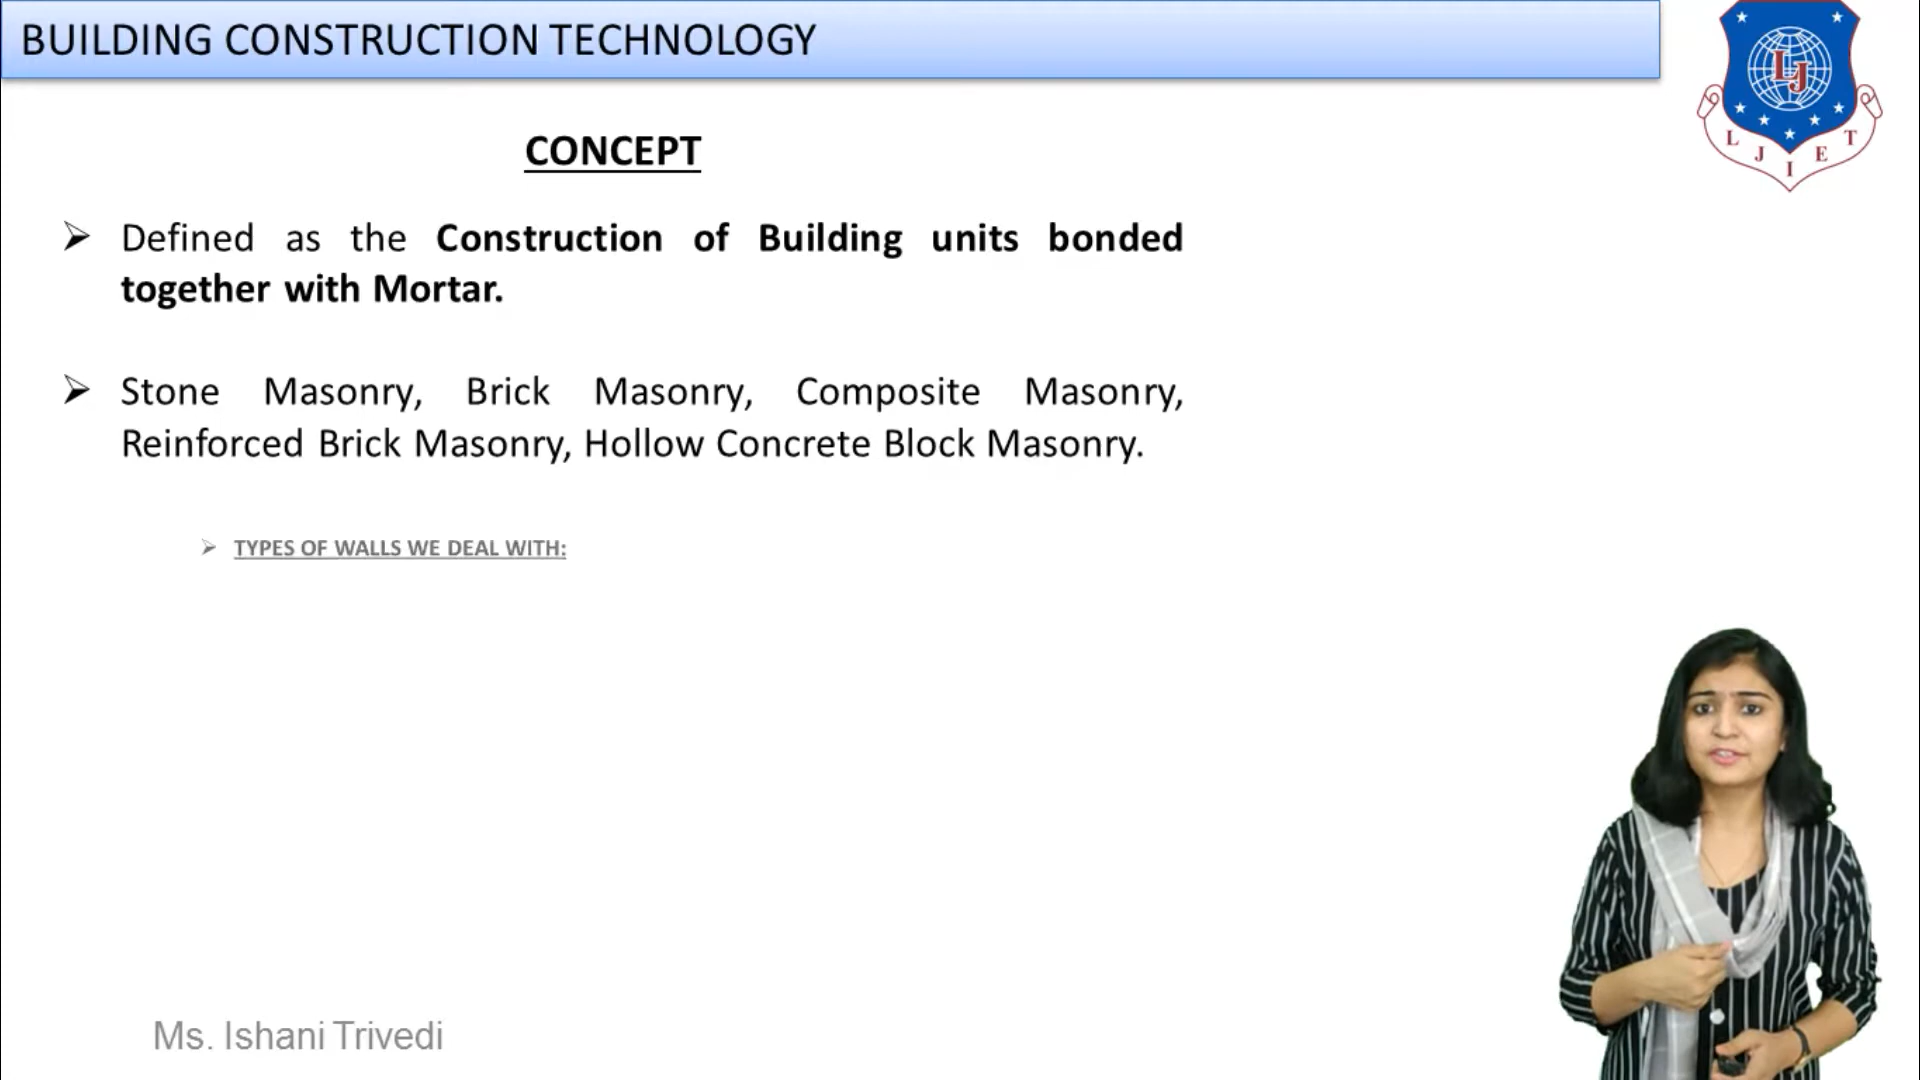 BUILDING CONSTRUCTION TECHNOLOGY
LJ
L J I E T
CONCEPT
➢ Defined as the Construction of Building units bonded
together with Mortar.
➢ Stone Masonry, Brick Masonry, Composite Masonry,
Reinforced Brick Masonry, Hollow Concrete Block Masonry.
➢ TYPES OF WALLS WE DEAL WITH:
Ms. Ishani Trivedi